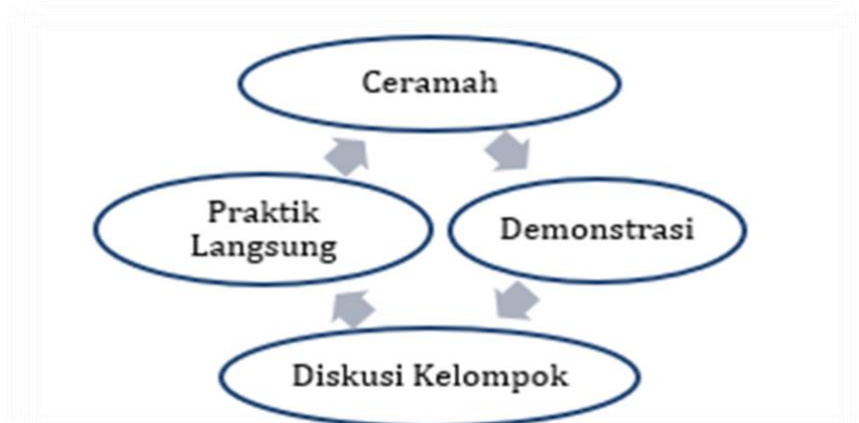 Ceramah
Praktik
Langsung
Demonstrasi
Diskusi Kelompok